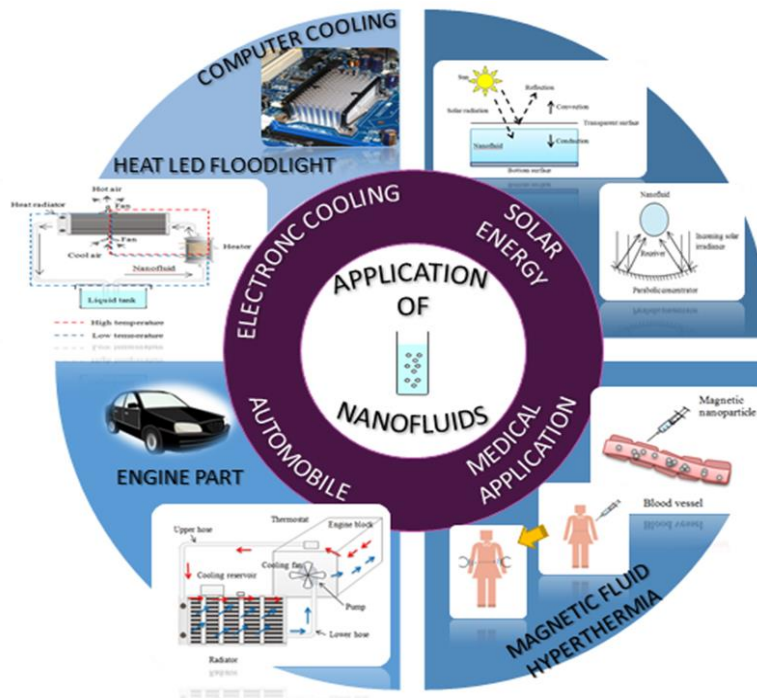 COMPUTER COOLING
HEAT LED FLOODLIGHT
Hot air
Heat radiator
Fan
Fan
Cool air
Heater
Nanofluid
Liquid tank
High temperature
Low temperature
Sun
Reflection
Solar radiation
Convection
Transparent surface
Nanofluid
Conduction
Bottom surface
Nanofluid
Incoming solar
irradiance
Receiver
Parabolic concentrator
ELECTRONC COOLING
SOLAR
ENERGY
APPLICATION
OF
NANOFLUIDS
AUTOMOBILE
MEDICAL
APPLICATION
ENGINE PART
Upper hose
Thermostat
Engine block
Cooling fan
Cooling reservoir
Pump
Lower hose
Radiator
Magnetic
nanoparticle
Blood vessel
MAGNETIC FLUID
HYPERTHERMIA